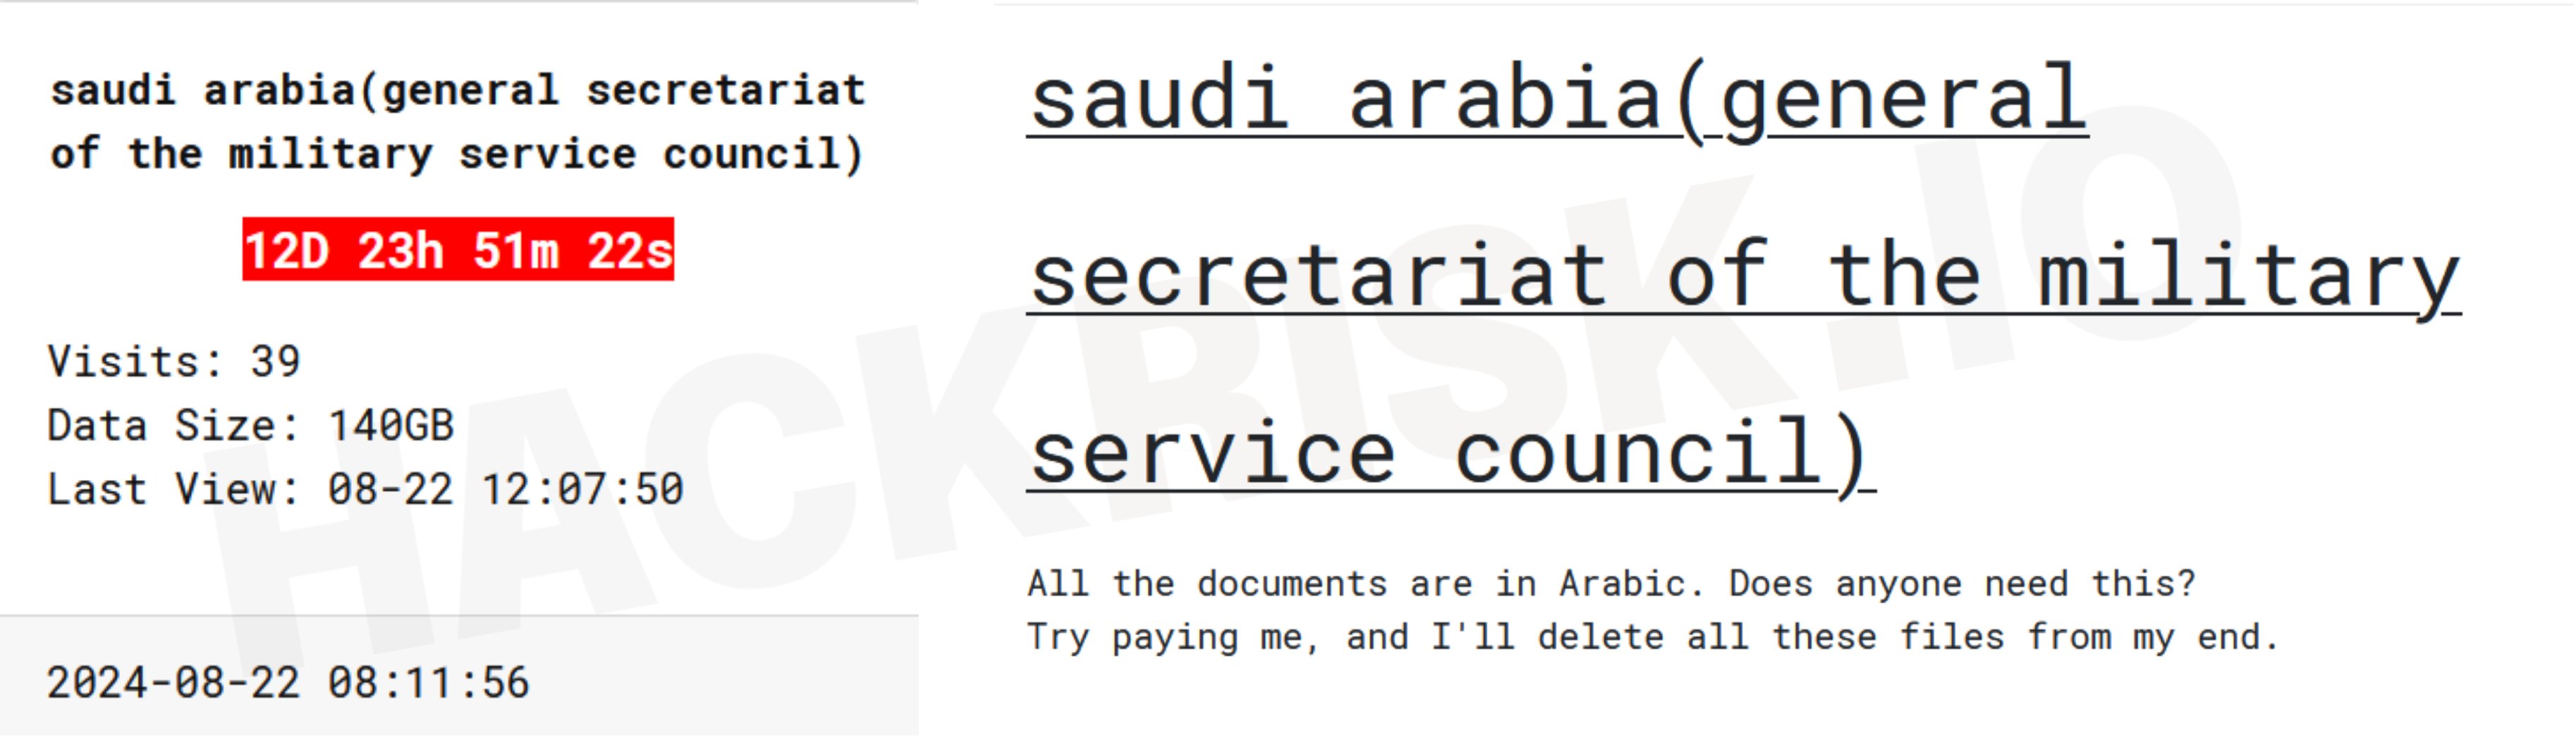 saudi arabia(general secretariat
of the military service council)
12D 23h 51m 22s
Visits: 39
Data Size: 140GB
Last View: 08-22 12:07:50
2024-08-22 08:11:56
saudi arabia(general
secretariat of the military
service council)
All the documents are in Arabic. Does anyone need this?
Try paying me, and I'll delete all these files from my end.
HACKRISK.IO